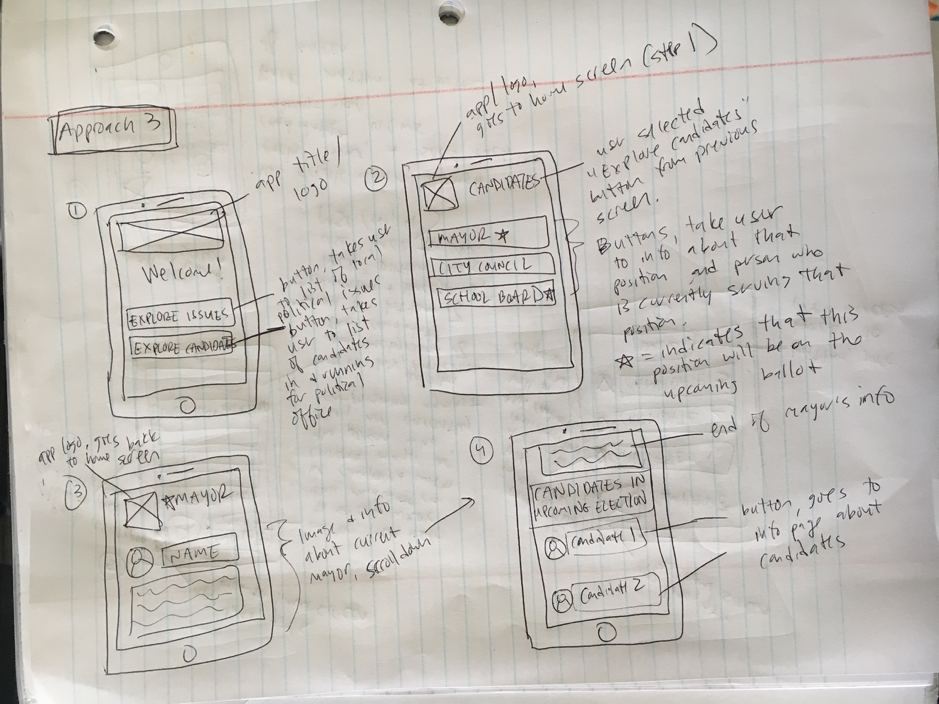 Approach 3
①
app title/
logo
Welcome!
EXPLORE ISSUES
EXPLORE CANDIDATES
button, takes user
to list of local
political issues
button, takes
user to list
of candidates
in & running
for political
office
②
app/logo,
goes to home screen (step 1)
CANDIDATES
MAYOR ☆
CITY COUNCIL
SCHOOL BOARD ☆
user selected
"Explore candidates"
button from previous
screen.
Buttons, take user
to info about that
position and person who
is currently serving that
position.
☆ = indicates that this
position will be on the
upcoming ballot
③
app logo, goes back
to home screen
☆MAYOR
NAME
Image & info
about current
mayor, scroll down
④
end of mayor's info
CANDIDATES IN
UPCOMING ELECTION
Candidate 1
Candidate 2
button, goes to
info page about
candidates